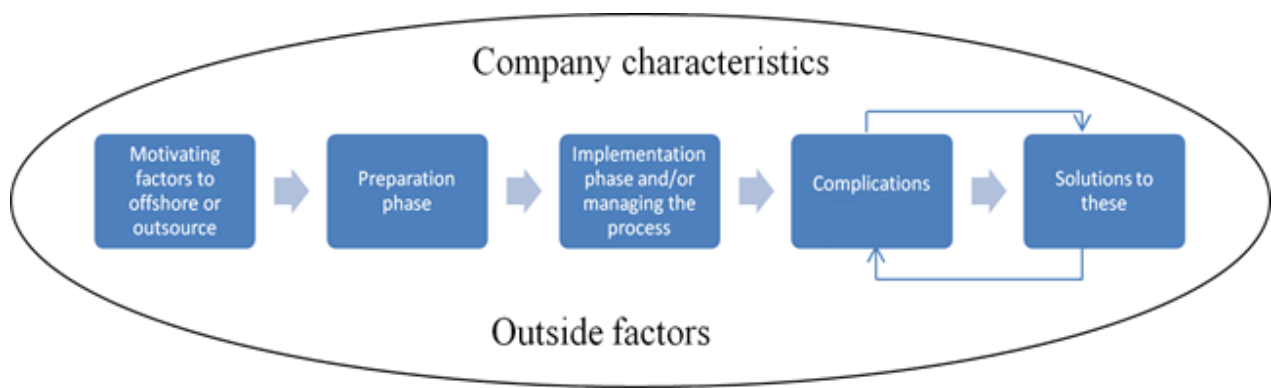 Company characteristics
Motivating
factors to
offshore or
outsource
Preparation
phase
Implementation
phase and/or
managing the
process
Complications
Solutions to
these
Outside factors